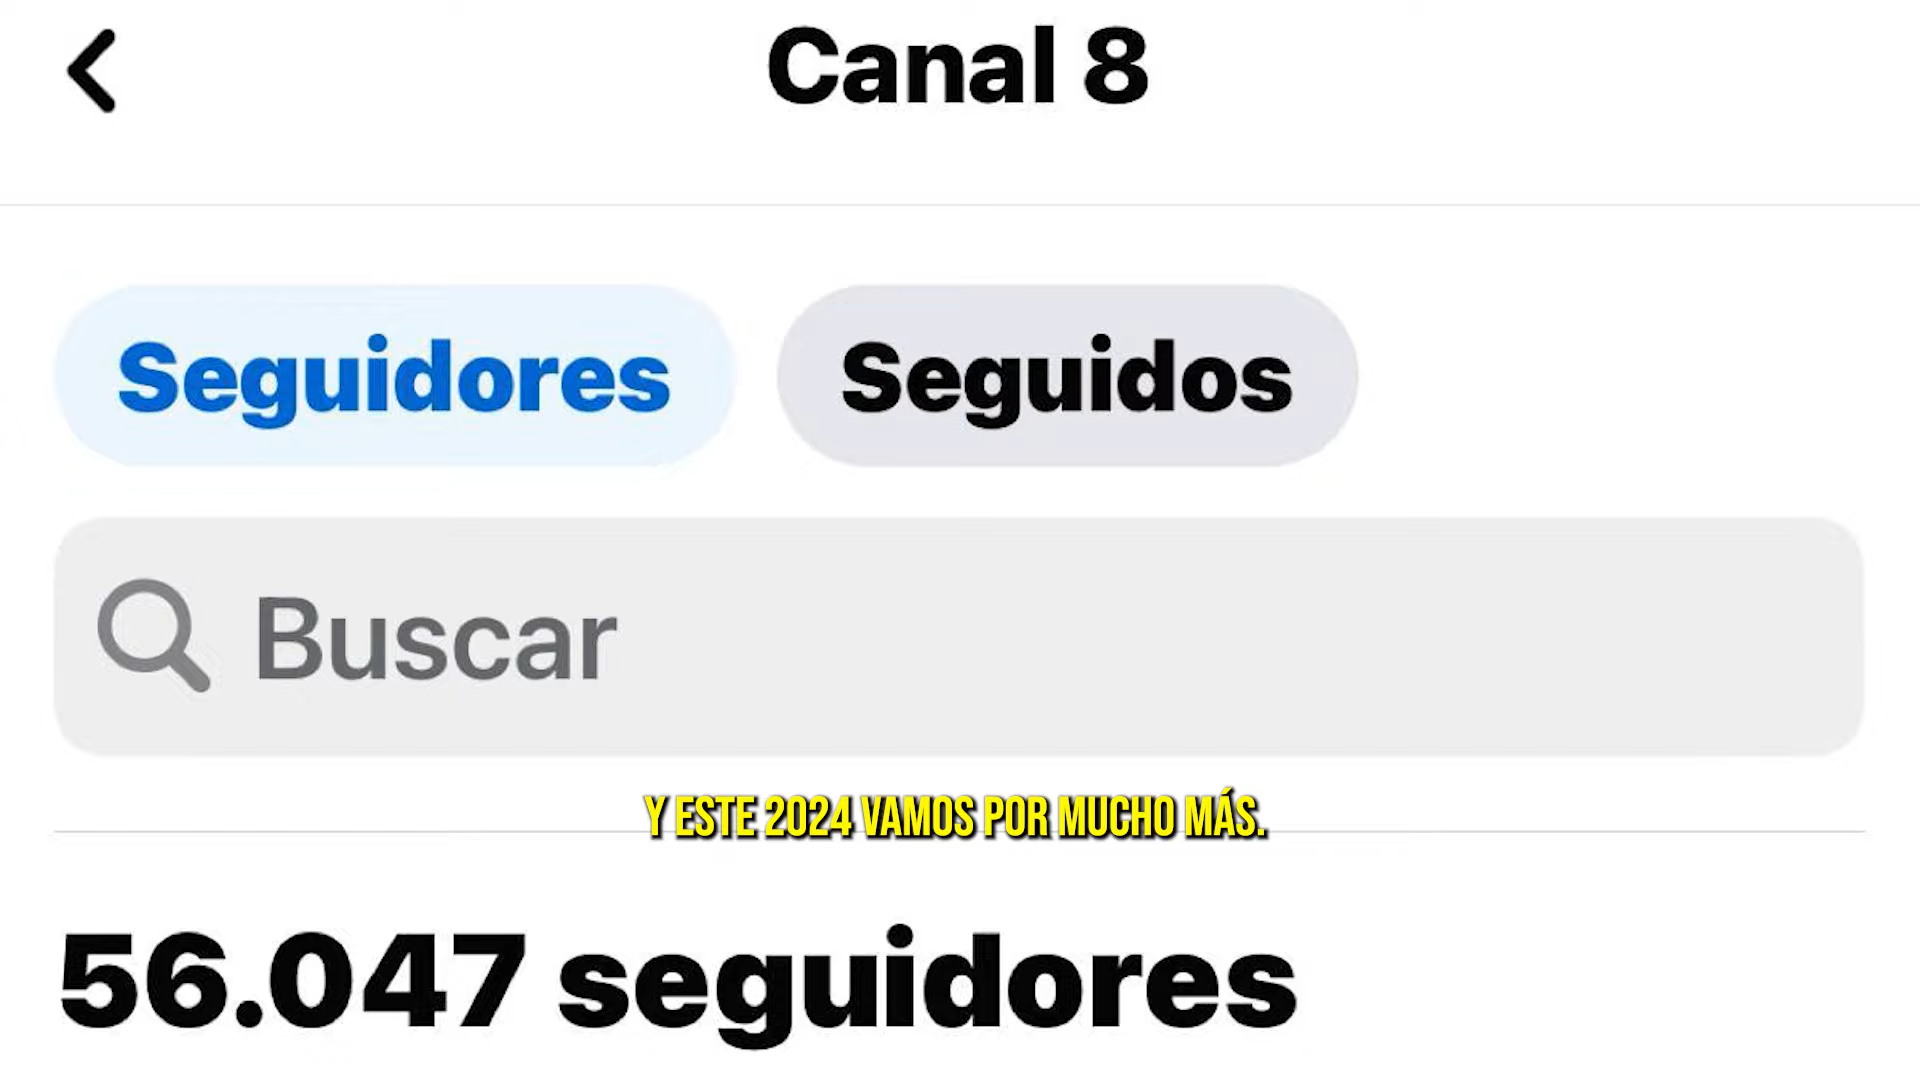 Canal 8
Seguidores Seguidos
Buscar
Y ESTE 2024 VAMOS POR MUCHO MÁS.
56.047 seguidores